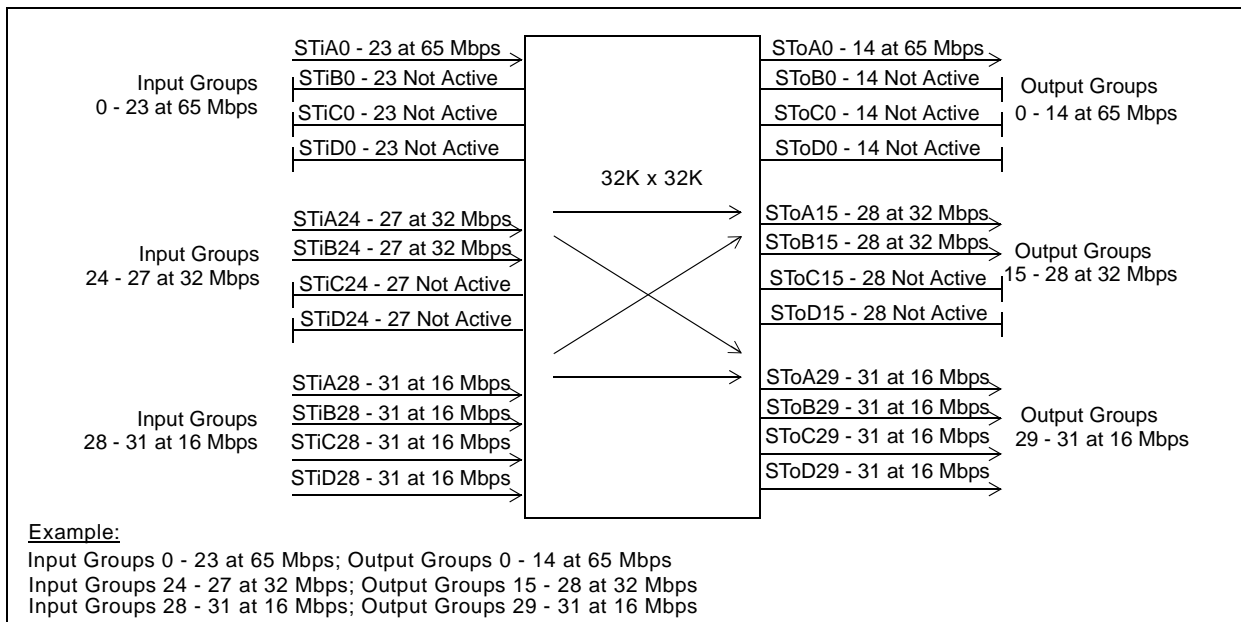 STiA0 - 23 at 65 Mbps
Input Groups
0 - 23 at 65 Mbps
STiB0 - 23 Not Active
STiC0 - 23 Not Active
STiD0 - 23 Not Active
STiA24 - 27 at 32 Mbps
STiB24 - 27 at 32 Mbps
Input Groups
24 - 27 at 32 Mbps
STiC24 - 27 Not Active
STiD24 - 27 Not Active
STiA28 - 31 at 16 Mbps
STiB28 - 31 at 16 Mbps
Input Groups
28 - 31 at 16 Mbps
STiC28 - 31 at 16 Mbps
STiD28 - 31 at 16 Mbps
32K x 32K
SToA0 - 14 at 65 Mbps
SToB0 - 14 Not Active
Output Groups
0 - 14 at 65 Mbps
SToC0 - 14 Not Active
SToD0 - 14 Not Active
SToA15 - 28 at 32 Mbps
SToB15 - 28 at 32 Mbps
Output Groups
15 - 28 at 32 Mbps
SToC15 - 28 Not Active
SToD15 - 28 Not Active
SToA29 - 31 at 16 Mbps
SToB29 - 31 at 16 Mbps
Output Groups
29 - 31 at 16 Mbps
SToC29 - 31 at 16 Mbps
SToD29 - 31 at 16 Mbps
Example:
Input Groups 0 - 23 at 65 Mbps; Output Groups 0 - 14 at 65 Mbps
Input Groups 24 - 27 at 32 Mbps; Output Groups 15 - 28 at 32 Mbps
Input Groups 28 - 31 at 16 Mbps; Output Groups 29 - 31 at 16 Mbps